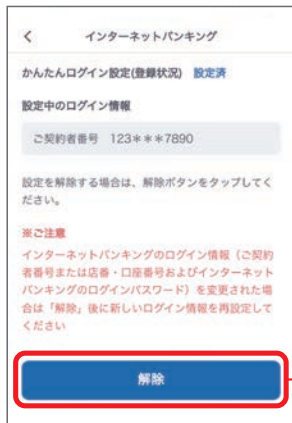 インターネットバンキング
かんたんログイン設定(登録状況) 設定済
設定中のログイン情報
ご契約者番号 123＊＊＊7890
設定を解除する場合は、解除ボタンをタップしてく
ださい。
※ご注意
インターネットバンキングのログイン情報（ご契約
者番号または店番・口座番号およびインターネット
バンキングのログインパスワード）を変更された場
合は「解除」後に新しいログイン情報を再設定して
ください
解除